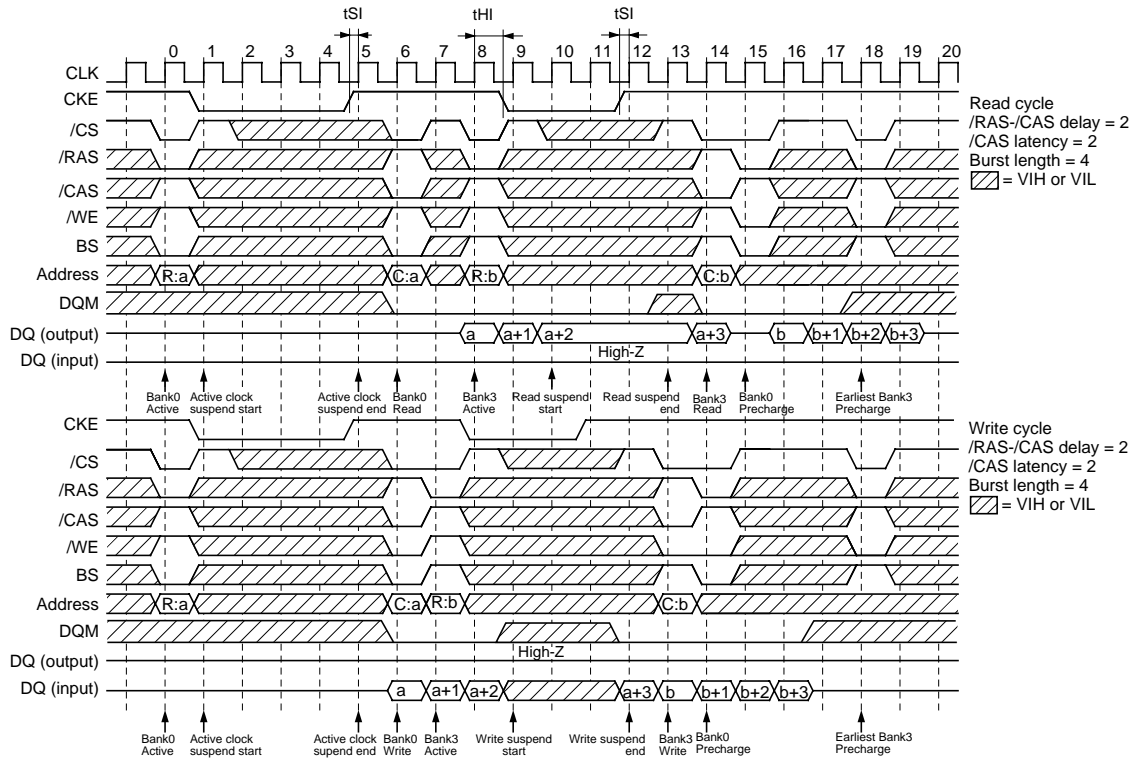 tSI tHI tSI
0 1 2 3 4 5 6 7 8 9 10 11 12 13 14 15 16 17 18 19 20
CLK
CKE
/CS
/RAS
/CAS
/WE
BS
Address R:a C:a R:b C:b
DQM
DQ (output) a a+1 a+2 a+3 b b+1 b+2 b+3
High-Z
DQ (input)
Bank0 Active
Active clock suspend start
Active clock suspend end
Bank0 Read
Bank3 Active
Read suspend start
Read suspend end
Bank3 Read
Bank0 Precharge
Earliest Bank3 Precharge
Read cycle
/RAS-/CAS delay = 2
/CAS latency = 2
Burst length = 4
= VIH or VIL
CKE
/CS
/RAS
/CAS
/WE
BS
Address R:a C:a R:b C:b
DQM
High-Z
DQ (output)
DQ (input) a a+1 a+2 a+3 b b+1 b+2 b+3
Bank0 Active
Active clock suspend start
Active clock supend end
Bank0 Write
Bank3 Active
Write suspend start
Write suspend end
Bank3 Write
Bank0 Precharge
Earliest Bank3 Precharge
Write cycle
/RAS-/CAS delay = 2
/CAS latency = 2
Burst length = 4
= VIH or VIL